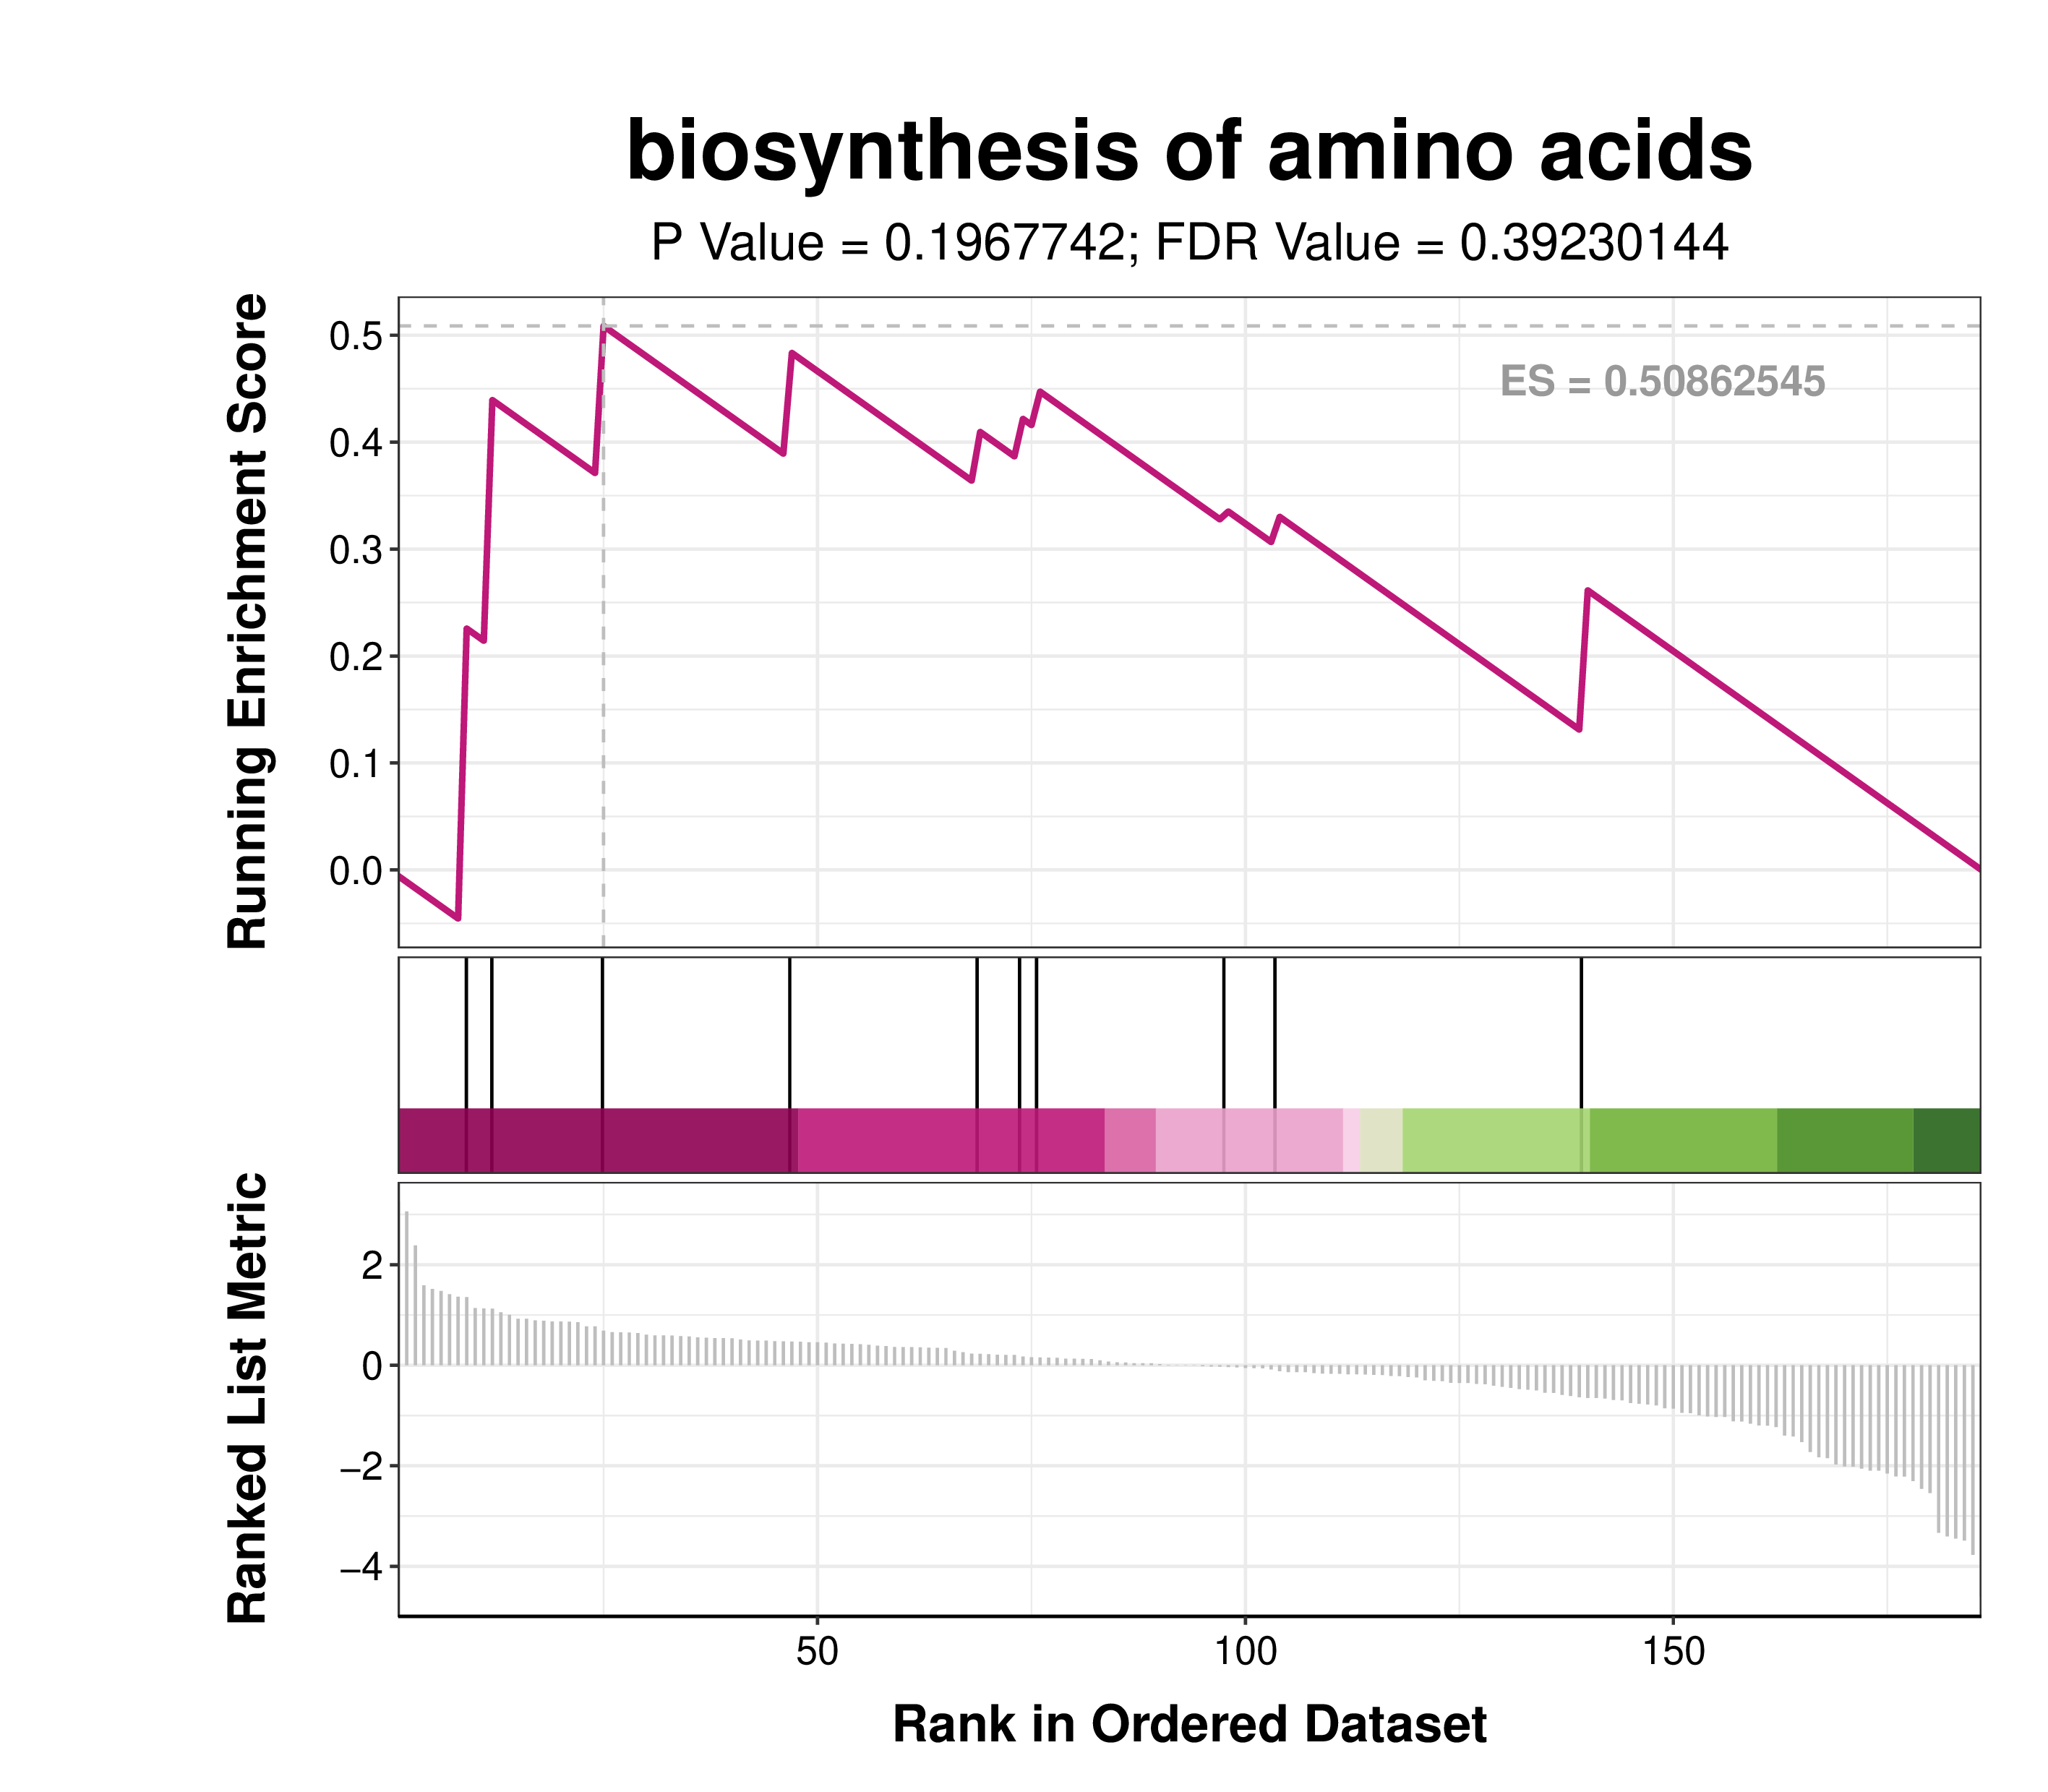 biosynthesis of amino acids
P Value = 0.1967742; FDR Value = 0.39230144
Running Enrichment Score
0.5
0.4
0.3
0.2
0.1
0.0
ES = 0.50862545
Ranked List Metric
2
0
−2
−4
50 100 150
Rank in Ordered Dataset